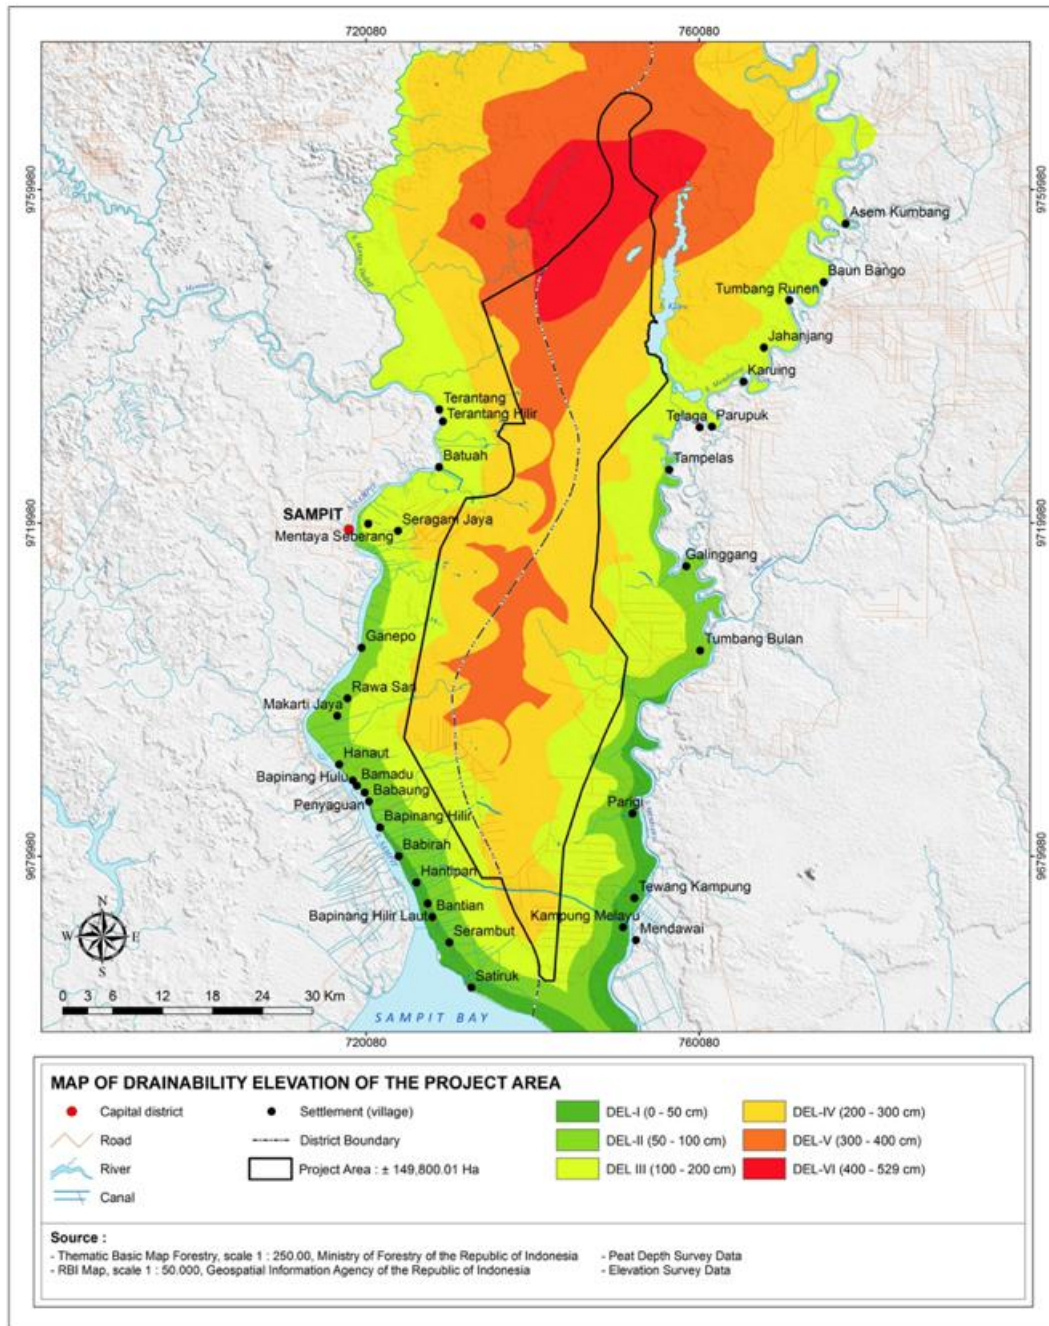 720080
760080
9759980
9759980
Asem Kumbang
Baun Bango
Tumbang Runen
Jahanjang
Karuing
Terantang
Terantang Hilir
Telaga
Parupuk
Batuah
Tampelas
SAMPIT
Seragam Jaya
Mentaya Seberang
9719980
9719980
Galinggang
Ganepo
Tumbang Bulan
Rawa Sari
Makarti Jaya
Hanaut
Bapinang Hulu
Bamadu
Babaung
Penyaguan
Parigi
Bapinang Hilir
Babirah
9679980
9679980
Hantipan
Tewang Kampung
Bantian
Bapinang Hilir Laut
Kampung Melayu
Serambut
Mendawai
N
W
E
S
Satiruk
0 3 6 12 18 24 30 Km
SAMPIT BAY
720080
760080
MAP OF DRAINABILITY ELEVATION OF THE PROJECT AREA
Capital district
Settlement (village)
DEL-I (0 - 50 cm)
DEL-IV (200 - 300 cm)
Road
District Boundary
DEL-II (50 - 100 cm)
DEL-V (300 - 400 cm)
River
Project Area : ± 149,800.01 Ha
DEL III (100 - 200 cm)
DEL-VI (400 - 529 cm)
Canal
Source :
- Thematic Basic Map Forestry, scale 1 : 250.00, Ministry of Forestry of the Republic of Indonesia
- Peat Depth Survey Data
- RBI Map, scale 1 : 50.000, Geospatial Information Agency of the Republic of Indonesia
- Elevation Survey Data